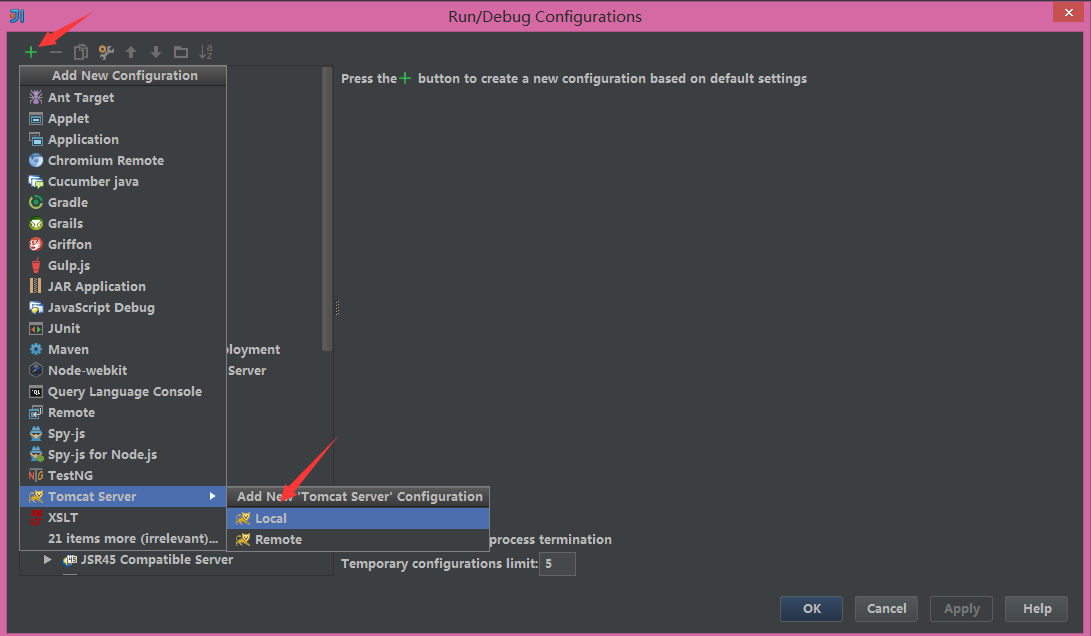 Run/Debug Configurations
Add New Configuration
Press the + button to create a new configuration based on default settings
Ant Target
Applet
Application
Chromium Remote
Cucumber java
Gradle
Grails
Griffon
Gulp.js
JAR Application
JavaScript Debug
JUnit
Maven
loyment
Node-webkit
Server
Query Language Console
Remote
Spy-js
Spy-js for Node.js
TestNG
Tomcat Server
Add New 'Tomcat Server' Configuration
XSLT
Local
21 items more (irrelevant)...
Remote
process termination
JSR45 Compatible Server
Temporary configurations limit: 5
OK
Cancel
Apply
Help